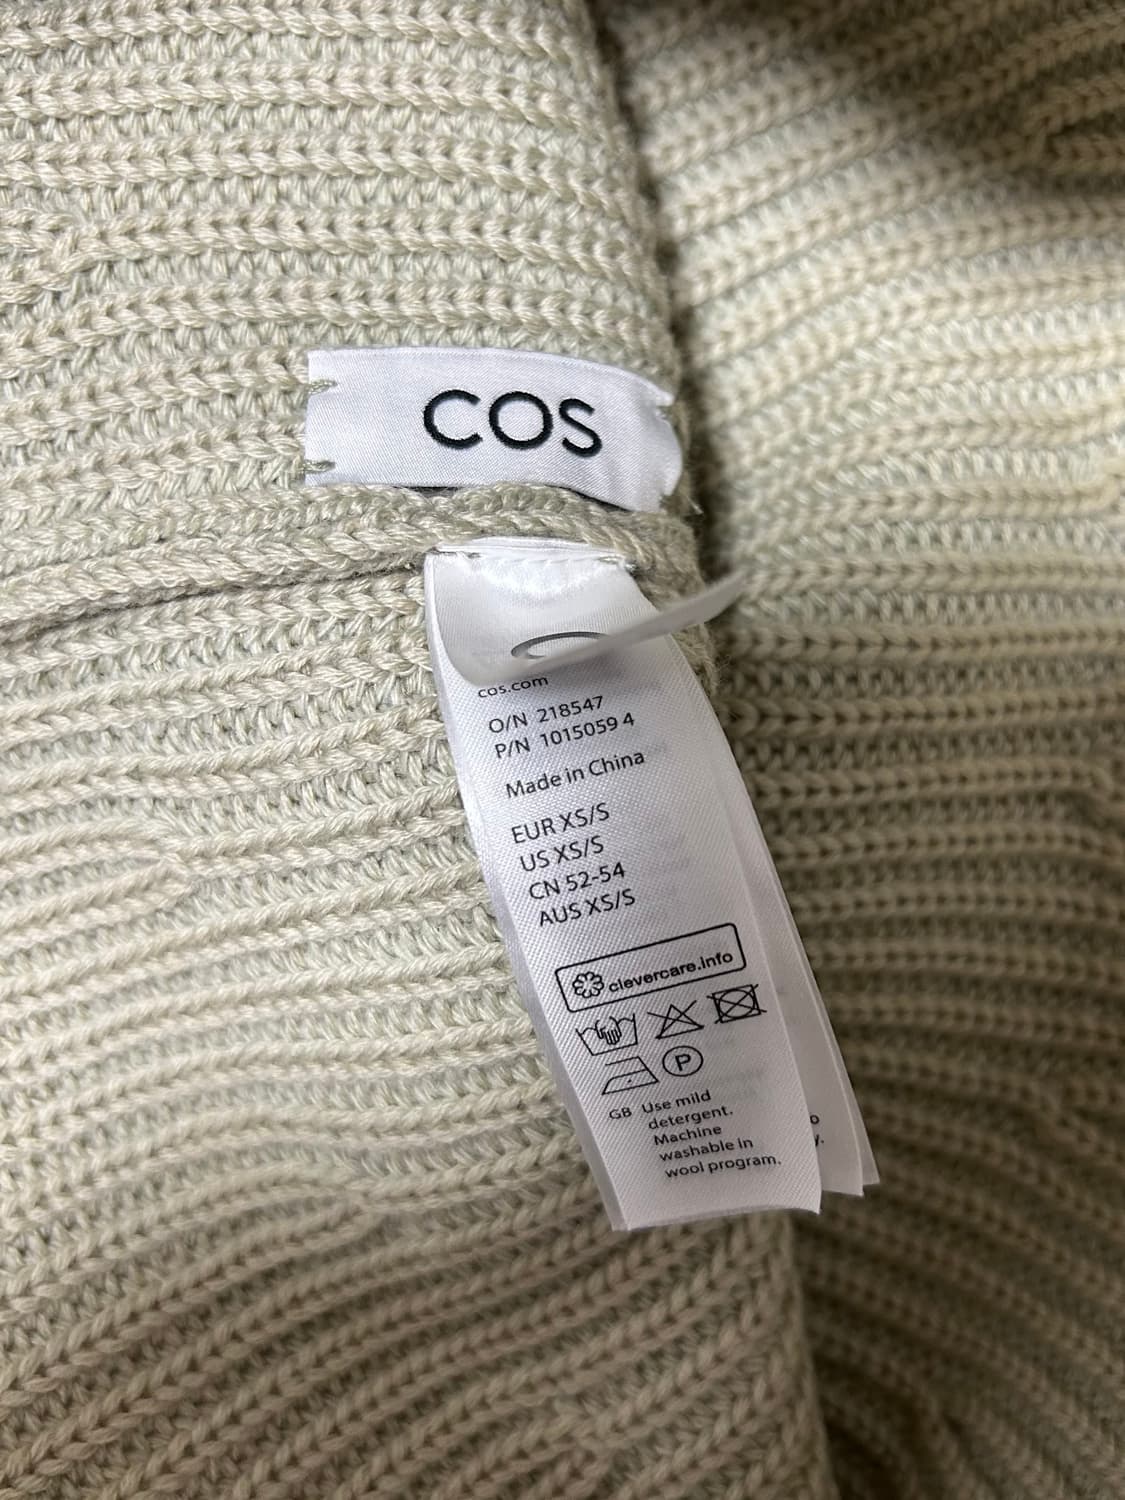 COS
cos.com
O/N 218547
P/N 1015059 4
Made in China
EUR XS/S
US XS/S
CN 52-54
AUS XS/S
clevercare.info
P
GB Use mild
detergent.
Machine
washable in
wool program.